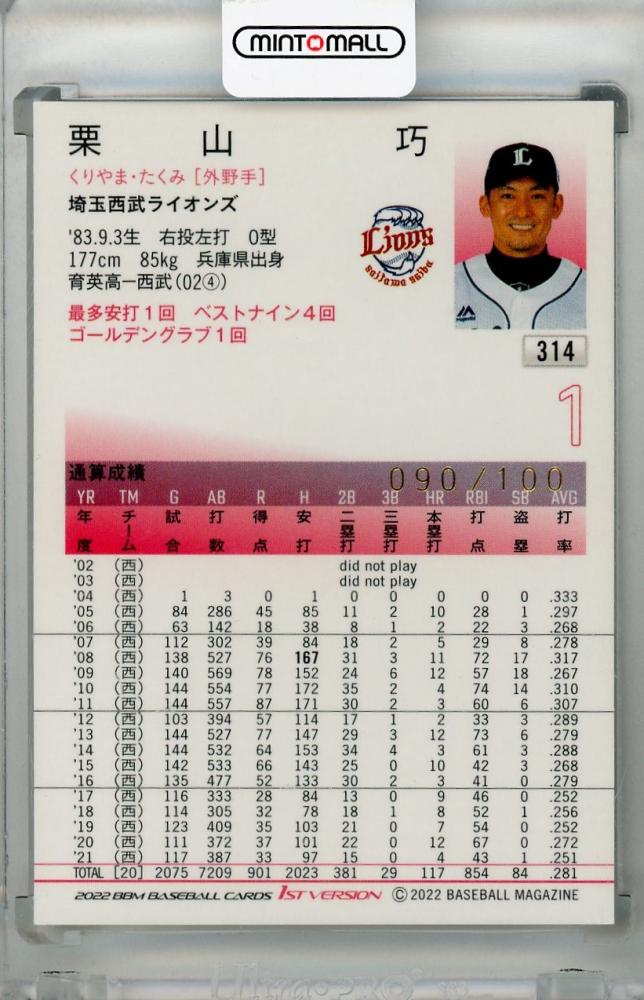 MINTMALL
栗山 巧
くりやま・たくみ [外野手]
埼玉西武ライオンズ
'83.9.3生 右投左打 O型
177cm 85kg 兵庫県出身
育英高ー西武(02④)
最多安打1回 ベストナイン4回
ゴールデングラブ1回
L
Lions
saitama seibu
Majestic
314
1
通算成績
090/100
YR TM G AB R H 2B 3B HR RBI SB AVG
年度 チーム 試合 打数 得点 安打 二塁打 三塁打 本塁打 打点 盗塁 打率
'02 (西) did not play
'03 (西) did not play
'04 (西) 1 3 0 1 0 0 0 0 0 .333
'05 (西) 84 286 45 85 11 2 10 28 1 .297
'06 (西) 63 142 18 38 8 1 2 22 3 .268
'07 (西) 112 302 39 84 18 2 5 29 8 .278
'08 (西) 138 527 76 167 31 3 11 72 17 .317
'09 (西) 140 569 78 152 24 6 12 57 18 .267
'10 (西) 144 554 77 172 35 2 4 74 14 .310
'11 (西) 144 557 87 171 30 2 3 60 6 .307
'12 (西) 103 394 57 114 17 1 2 33 3 .289
'13 (西) 144 527 77 147 29 3 12 73 6 .279
'14 (西) 144 532 64 153 34 4 3 61 3 .288
'15 (西) 142 533 66 143 25 0 10 42 3 .268
'16 (西) 135 477 52 133 30 2 3 41 0 .279
'17 (西) 116 333 28 84 13 0 9 46 0 .252
'18 (西) 114 305 32 78 18 1 8 52 1 .256
'19 (西) 123 409 35 103 21 0 7 54 0 .252
'20 (西) 111 372 37 101 22 0 12 67 0 .272
'21 (西) 117 387 33 97 15 0 4 43 1 .251
TOTAL [20] 2075 7209 901 2023 381 29 117 854 84 .281
2022 BBM BASEBALL CARDS 1ST VERSION © 2022 BASEBALL MAGAZINE